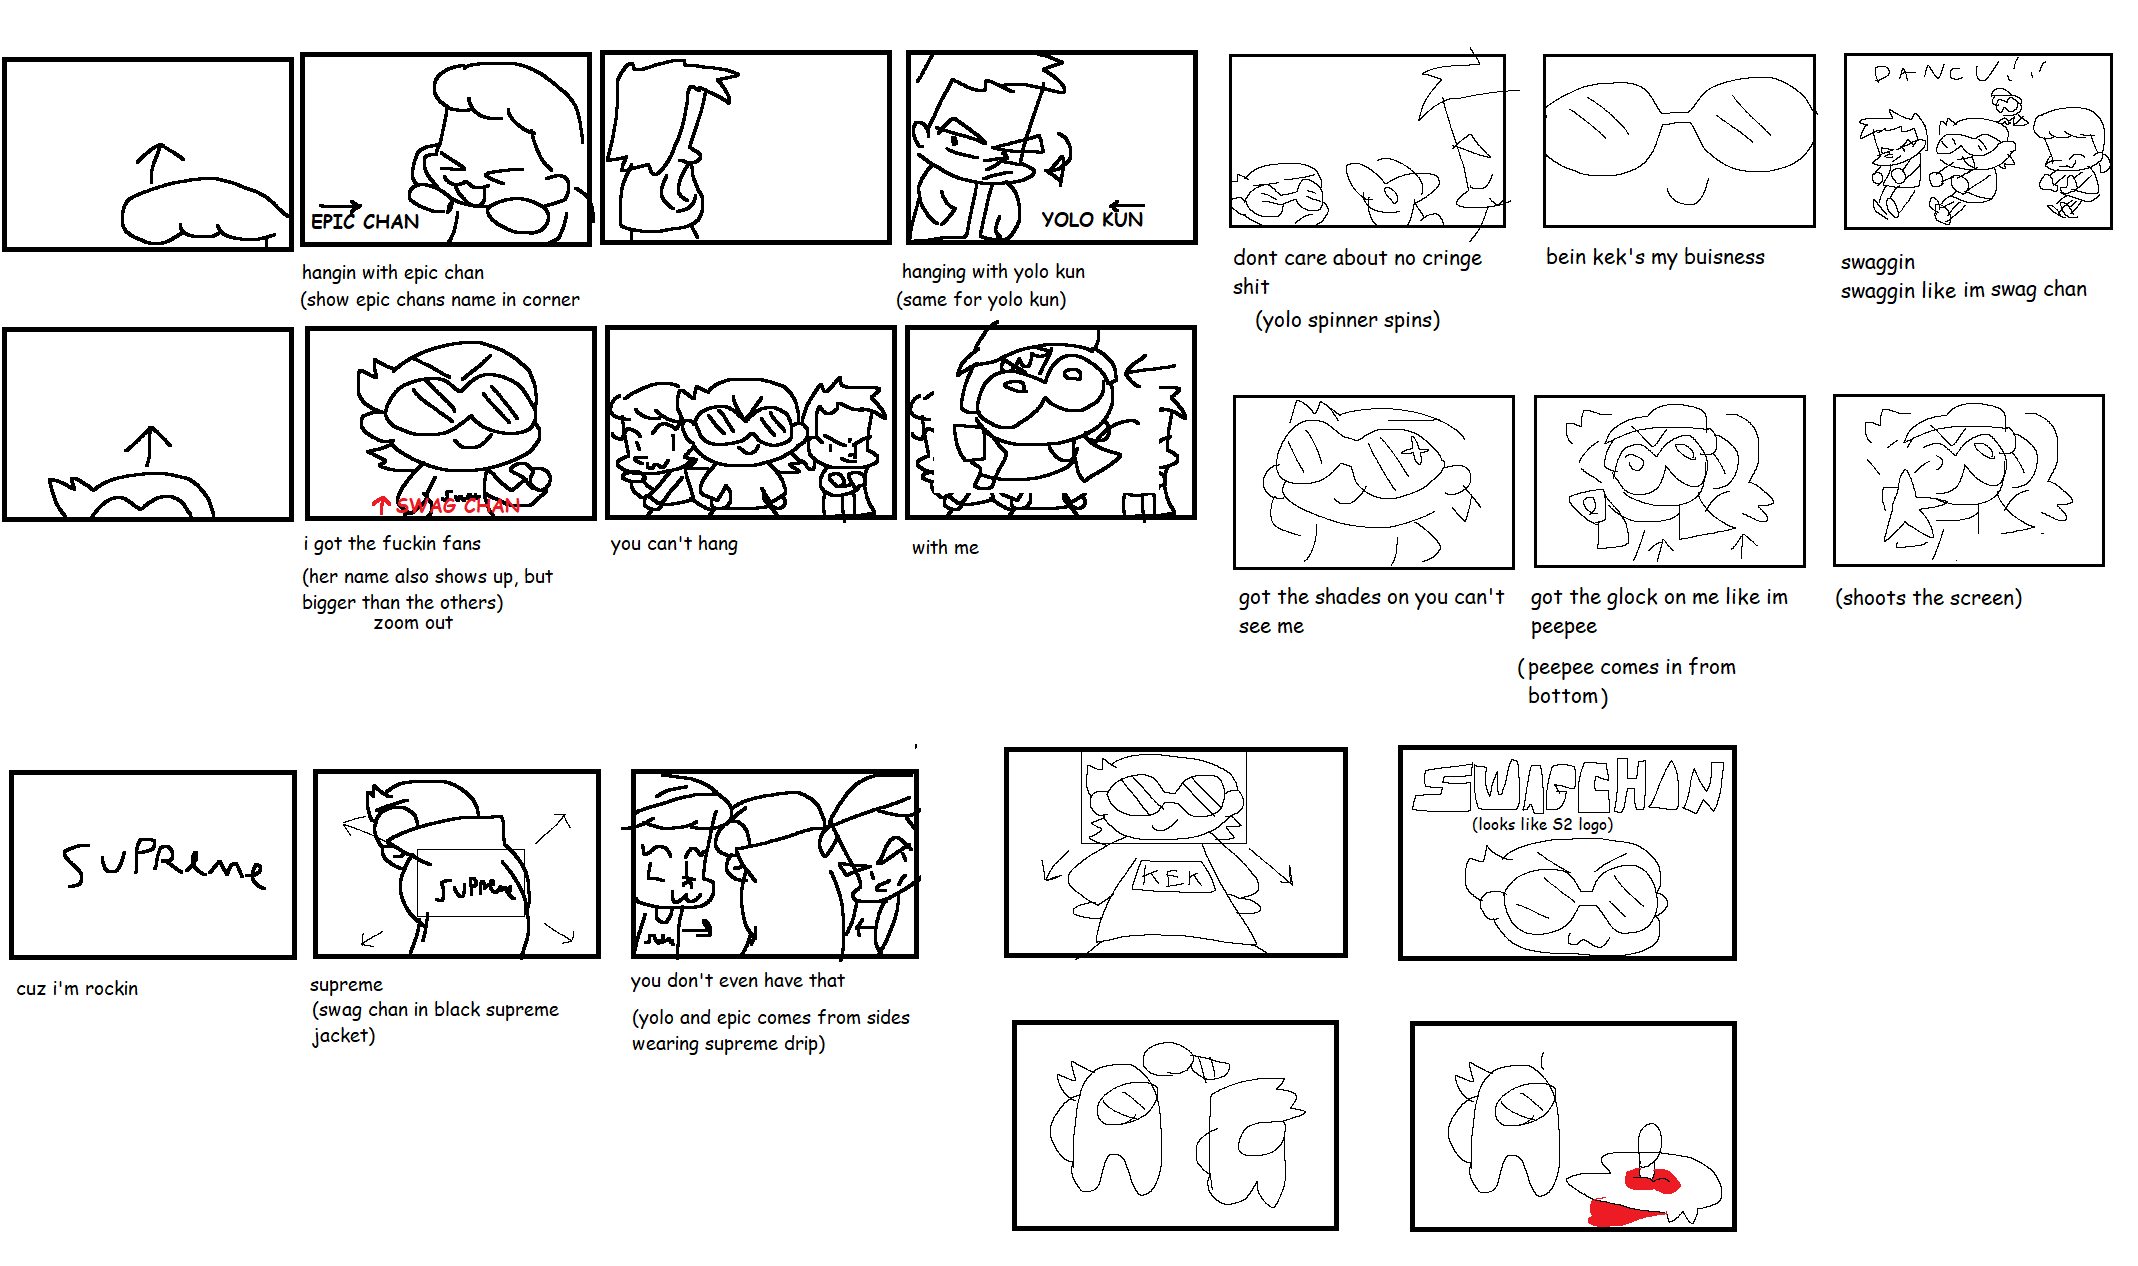 EPIC CHAN
hangin with epic chan
(show epic chans name in corner
YOLO KUN
hanging with yolo kun
(same for yolo kun)
SWAG CHAN
i got the fuckin fans
(her name also shows up, but
bigger than the others)
zoom out
you can't hang
with me
SUPReme
cuz i'm rockin
SUPreme
supreme
(swag chan in black supreme
jacket)
you don't even have that
(yolo and epic comes from sides
wearing supreme drip)
dont care about no cringe
shit
(yolo spinner spins)
bein kek's my buisness
DANCU!!
swaggin
swaggin like im swag chan
got the shades on you can't
see me
got the glock on me like im
peepee
(peepee comes in from
bottom)
(shoots the screen)
KEK
SWAGCHAN
(looks like S2 logo)